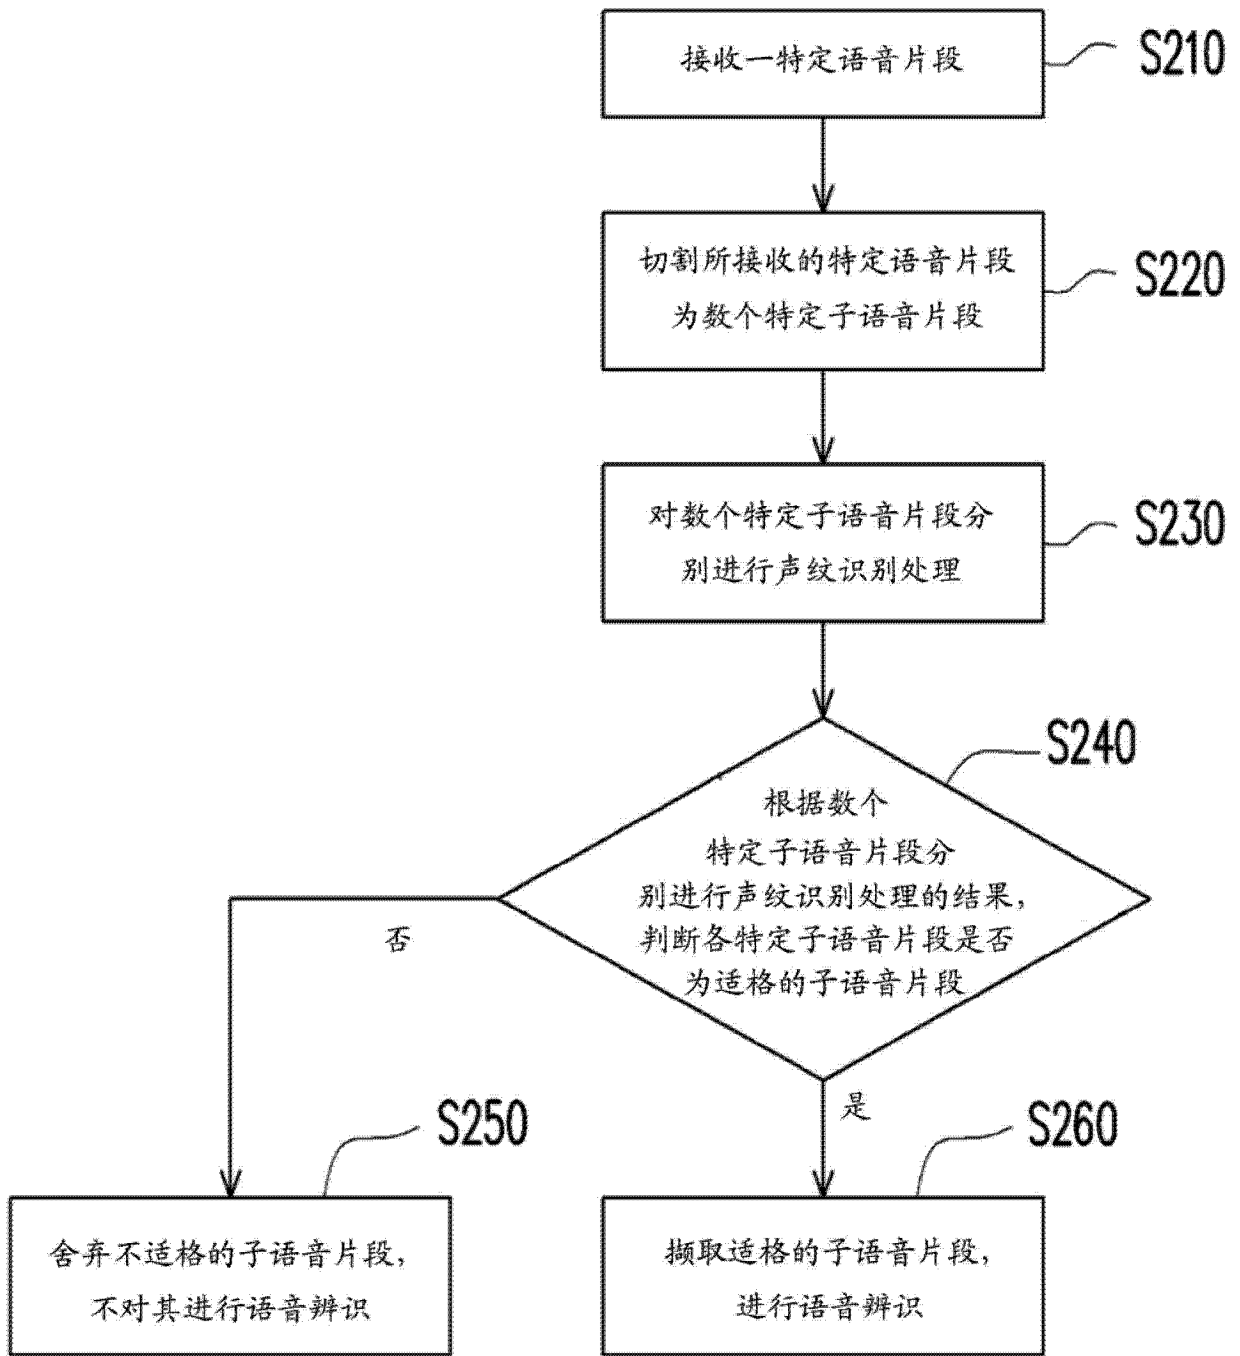 接收一特定语音片段
S210
切割所接收的特定语音片段
为数个特定子语音片段
S220
对数个特定子语音片段分
别进行声纹识别处理
S230
S240
根据数个
特定子语音片段分
别进行声纹识别处理的结果，
判断各特定子语音片段是否
为适格的子语音片段
否
是
S250
舍弃不适格的子语音片段，
不对其进行语音辨识
S260
撷取适格的子语音片段，
进行语音辨识